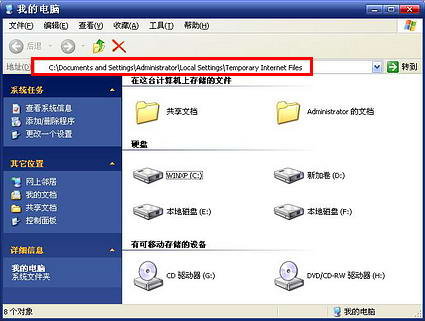 我的电脑
文件(F) 编辑(E) 查看(V) 收藏(A) 工具(T) 帮助(H)
后退
地址(D) C:\Documents and Settings\Administrator\Local Settings\Temporary Internet Files 转到
系统任务
查看系统信息
添加/删除程序
更改一个设置
其它位置
网上邻居
我的文档
共享文档
控制面板
详细信息
我的电脑
系统文件夹
在这台计算机上存储的文件
共享文档 Administrator 的文档
硬盘
WINXP (C:) 新加卷 (D:)
本地磁盘 (E:) 本地磁盘 (F:)
有可移动存储的设备
CD 驱动器 (G:) DVD/CD-RW 驱动器 (H:)
8 个对象 我的电脑